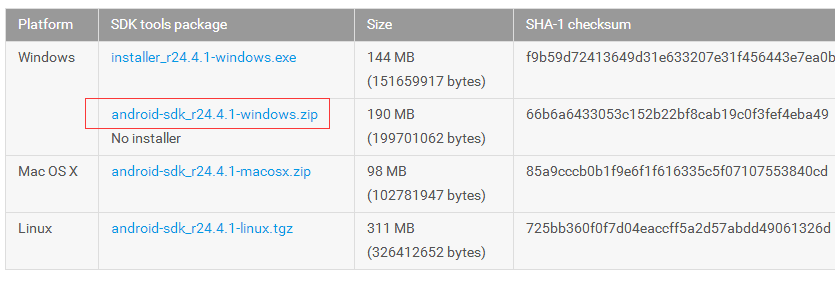 Platform SDK tools package Size SHA-1 checksum
Windows installer_r24.4.1-windows.exe 144 MB f9b59d72413649d31e633207e31f456443e7ea0b
(151659917 bytes)
android-sdk_r24.4.1-windows.zip 190 MB 66b6a6433053c152b22bf8cab19c0f3fef4eba49
No installer (199701062 bytes)
Mac OS X android-sdk_r24.4.1-macosx.zip 98 MB 85a9cccb0b1f9e6f1f616335c5f07107553840cd
(102781947 bytes)
Linux android-sdk_r24.4.1-linux.tgz 311 MB 725bb360f0f7d04eaccff5a2d57abdd49061326d
(326412652 bytes)